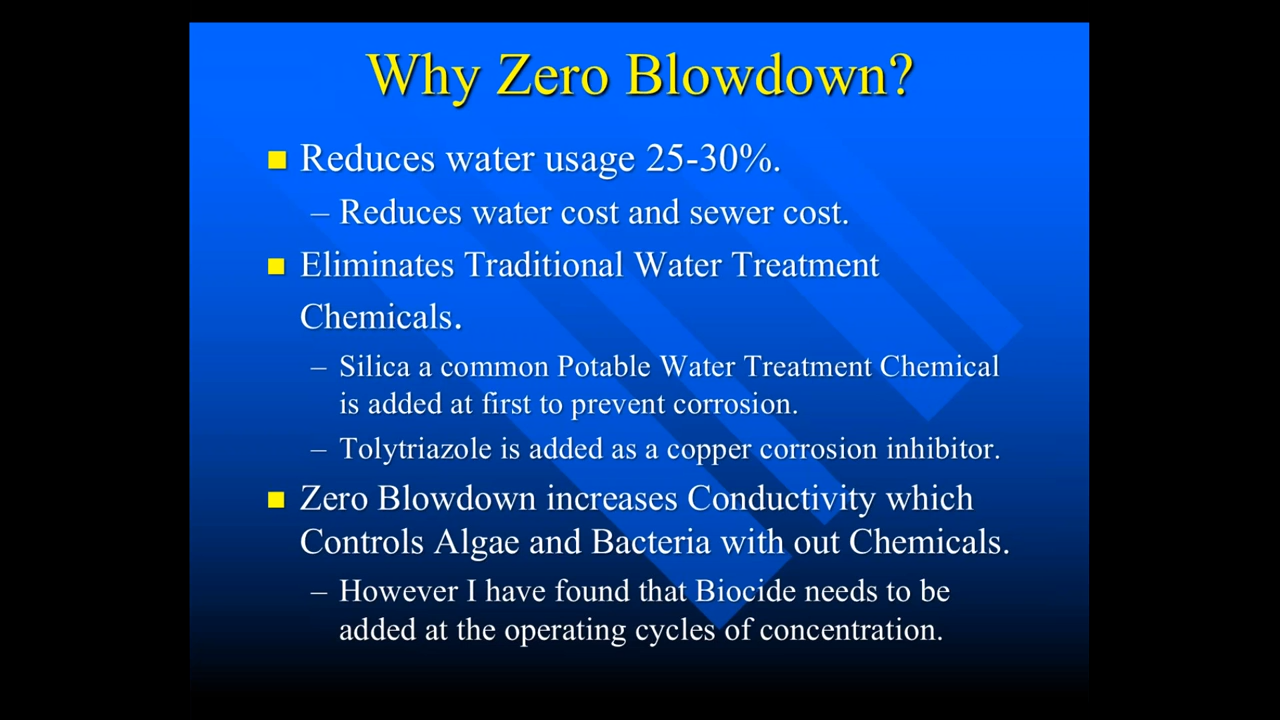 Why Zero Blowdown?
Reduces water usage 25-30%.
– Reduces water cost and sewer cost.
Eliminates Traditional Water Treatment
Chemicals.
– Silica a common Potable Water Treatment Chemical
is added at first to prevent corrosion.
– Tolytriazole is added as a copper corrosion inhibitor.
Zero Blowdown increases Conductivity which
Controls Algae and Bacteria with out Chemicals.
– However I have found that Biocide needs to be
added at the operating cycles of concentration.